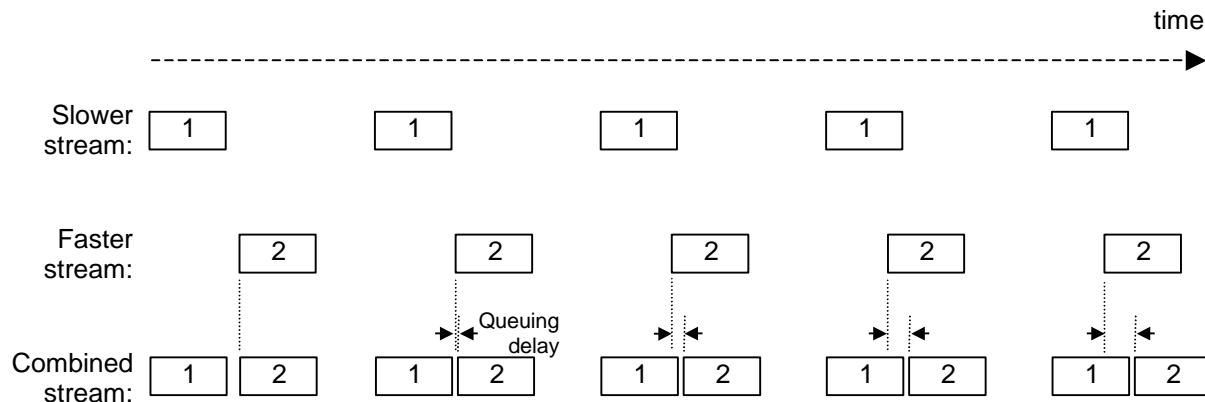 time
Slower
stream:
1 1 1 1 1
Faster
stream:
2 2 2 2 2
Queuing
delay
Combined
stream:
1 2 1 2 1 2 1 2 1 2